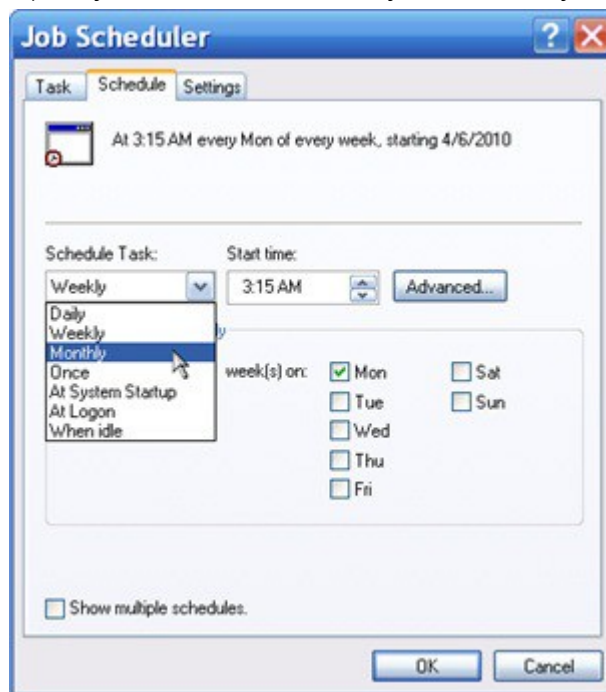 Job Scheduler
Task Schedule Settings
At 3:15 AM every Mon of every week, starting 4/6/2010
Schedule Task: Start time:
Weekly 3:15 AM Advanced...
Daily
Weekly
Monthly
Once week(s) on: Mon Sat
At System Startup Tue Sun
At Logon
When idle Wed
Thu
Fri
Show multiple schedules.
OK Cancel